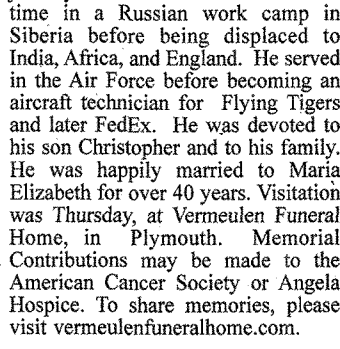 time in a Russian work camp in
Siberia before being displaced to
India, Africa, and England. He served
in the Air Force before becoming an
aircraft technician for Flying Tigers
and later FedEx. He was devoted to
his son Christopher and to his family.
He was happily married to Maria
Elizabeth for over 40 years. Visitation
was Thursday, at Vermeulen Funeral
Home, in Plymouth. Memorial
Contributions may be made to the
American Cancer Society or Angela
Hospice. To share memories, please
visit vermeulenfuneralhome.com.